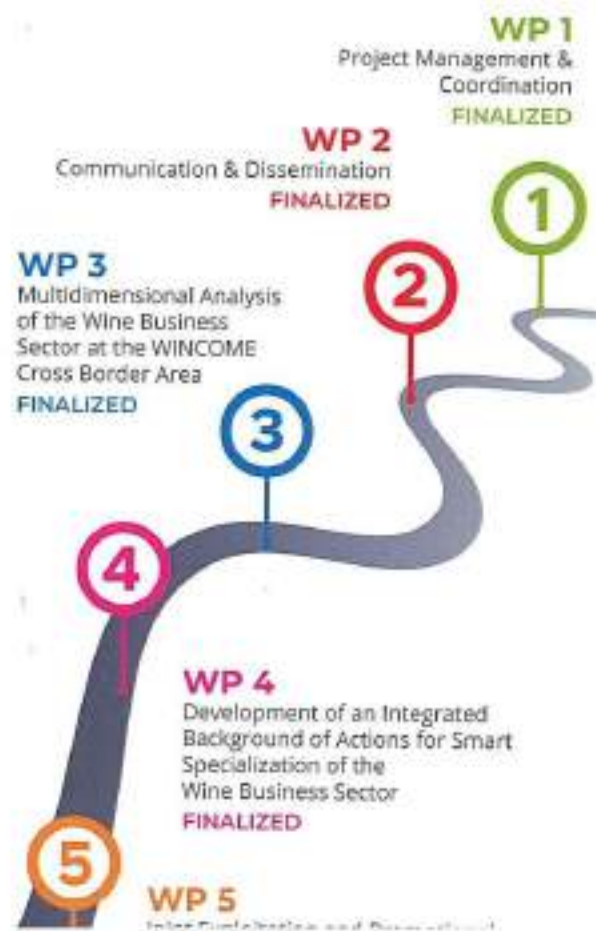 WP 1
Project Management &
Coordination
FINALIZED
1
WP 2
Communication & Dissemination
FINALIZED
2
WP 3
Multidimensional Analysis
of the Wine Business
Sector at the WINCOME
Cross Border Area
FINALIZED
3
4
WP 4
Development of an Integrated
Background of Actions for Smart
Specialization of the
Wine Business Sector
FINALIZED
5
WP 5